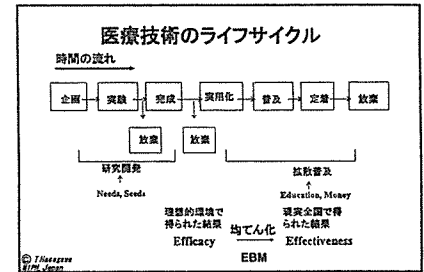 医療技術のライフサイクル
時間の流れ
企画 実験 完成 実用化 普及 定着 放棄
放棄 放棄
研究開発 拡散普及
Needs, Seeds Education, Money
理想的環境で
得られた結果
Efficacy
均てん化
EBM
現実全国で得
られた結果
Effectiveness
© T.Hasegawa
NIPH Japan